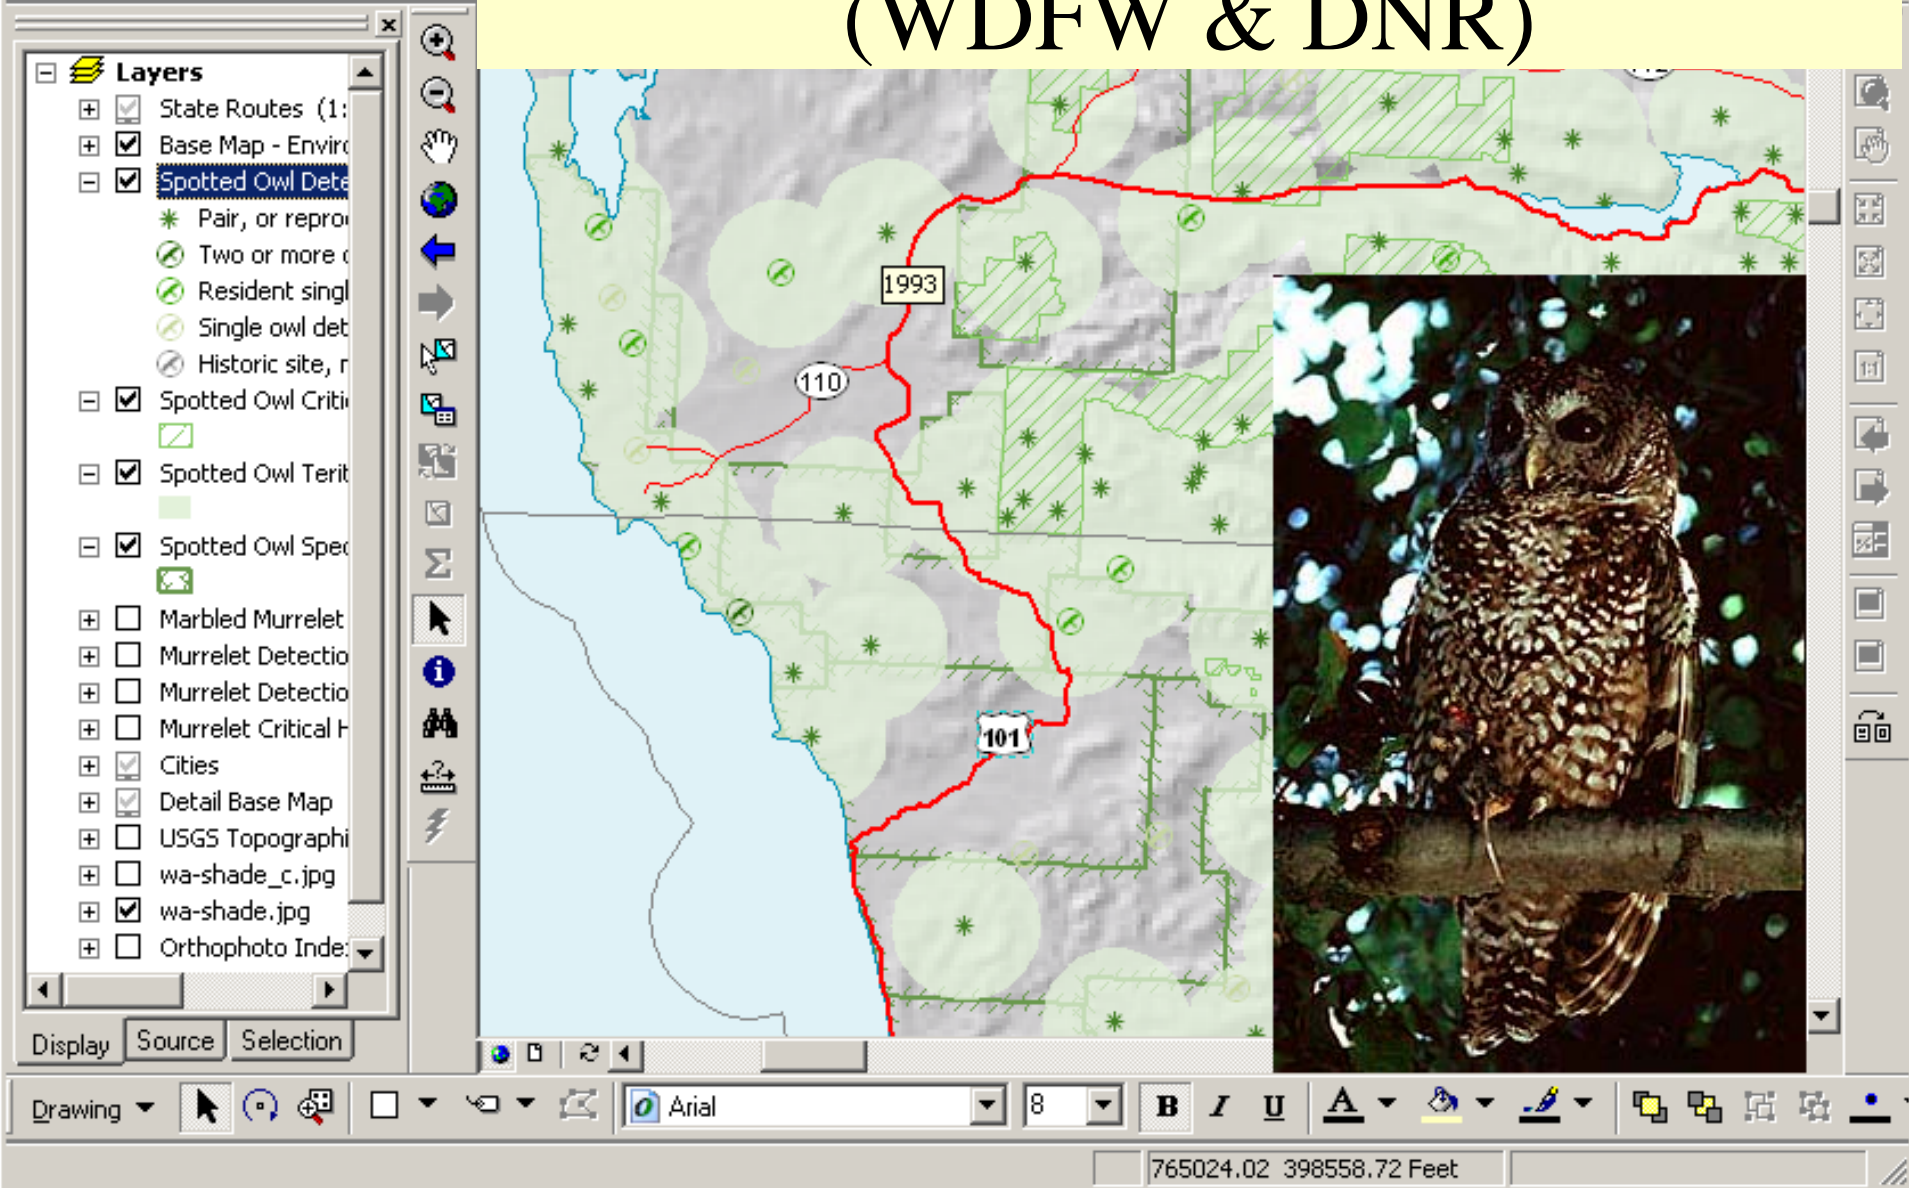 (WDFW & DNR)
Layers
State Routes (1:
Base Map - Enviro
Spotted Owl Dete
Pair, or repro
Two or more
Resident singl
Single owl det
Historic site, r
Spotted Owl Criti
Spotted Owl Terit
Spotted Owl Spec
Marbled Murrelet
Murrelet Detectio
Murrelet Detectio
Murrelet Critical H
Cities
Detail Base Map
USGS Topographi
wa-shade_c.jpg
wa-shade.jpg
Orthophoto Inde
Display Source Selection
1993
110
101
1:1
Drawing
Arial
8
B I U A
765024.02 398558.72 Feet